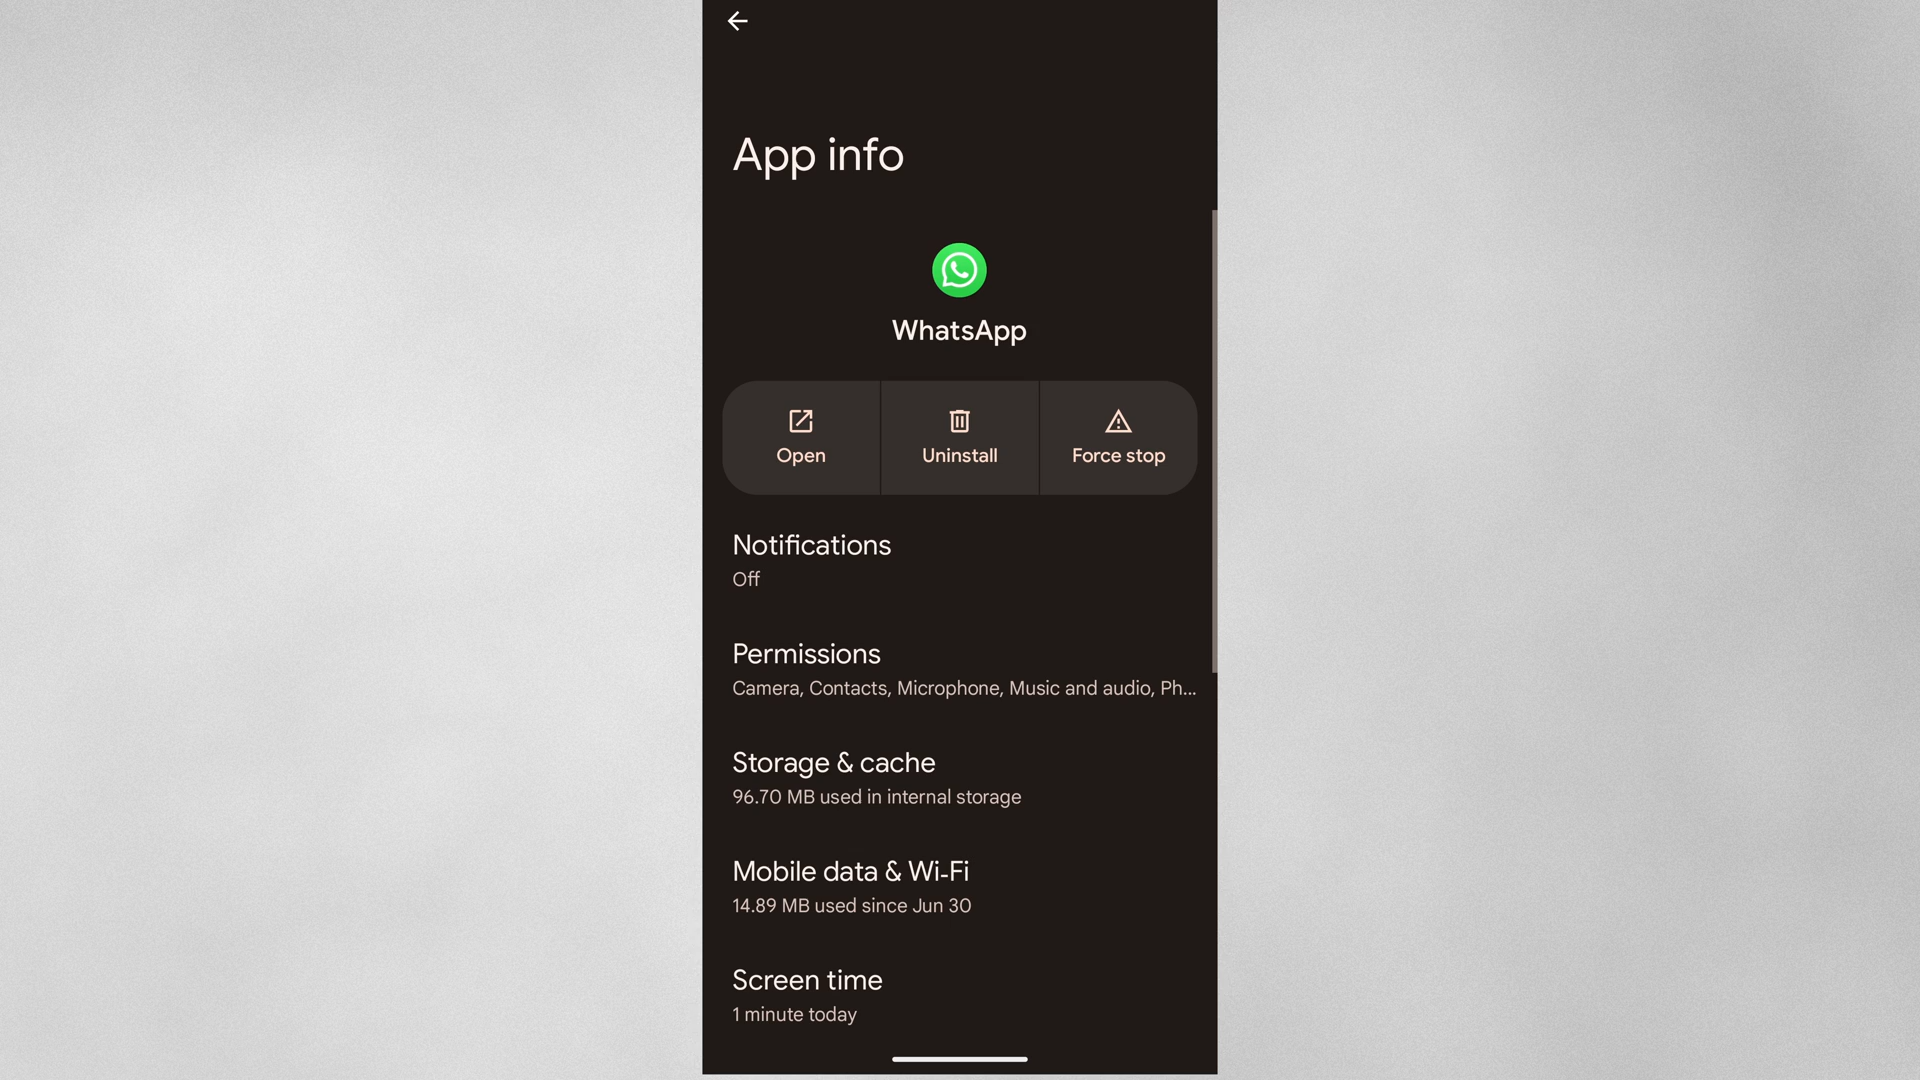 App info
WhatsApp
Open
Uninstall
Force stop
Notifications
Off
Permissions
Camera, Contacts, Microphone, Music and audio, Ph...
Storage & cache
96.70 MB used in internal storage
Mobile data & Wi-Fi
14.89 MB used since Jun 30
Screen time
1 minute today